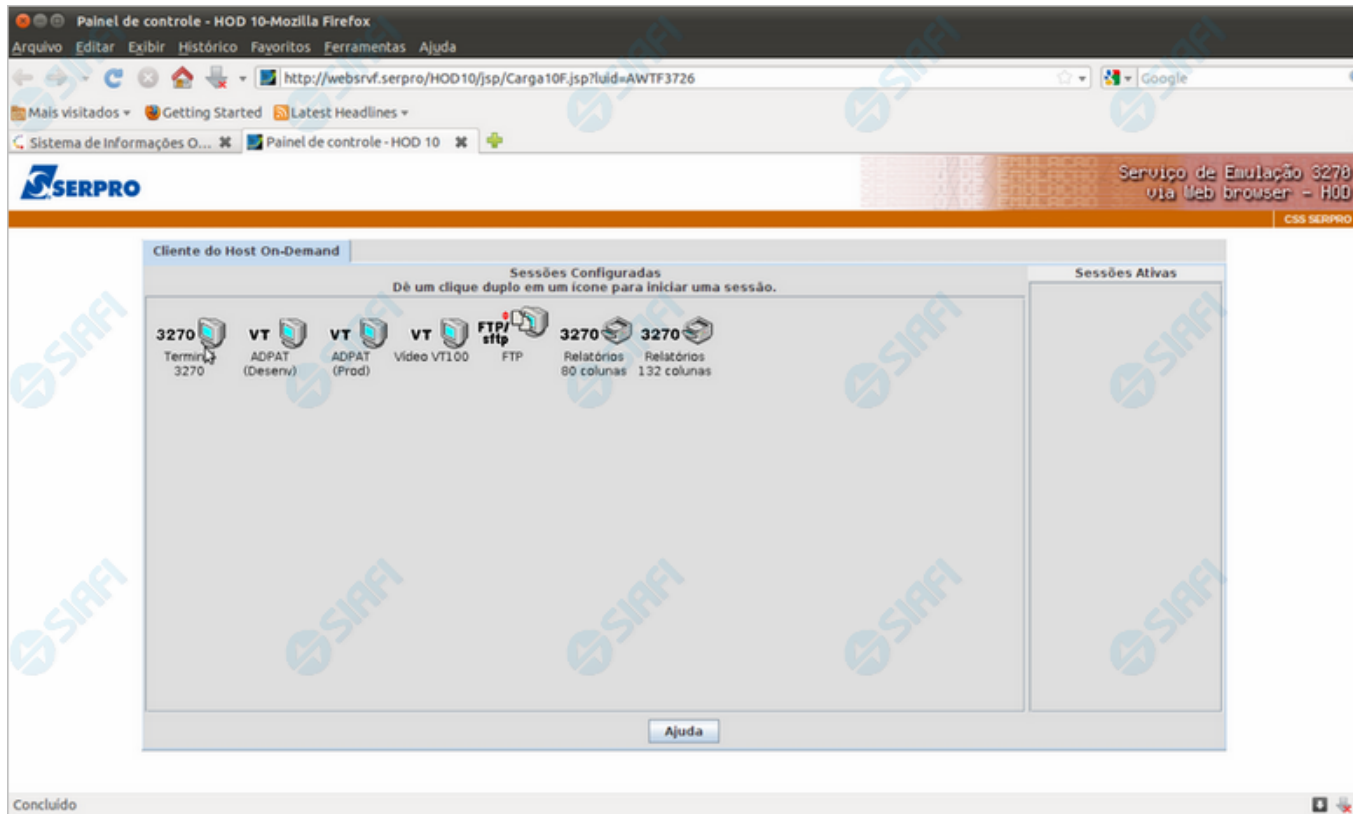 Painel de controle - HOD 10-Mozilla Firefox
Arquivo Editar Exibir Histórico Favoritos Ferramentas Ajuda
http://websrvf.serpro/HOD10/jsp/Carga10F.jsp?luid=AWTF3726
Google
Mais visitados Getting Started Latest Headlines
Sistema de Informações O... Painel de controle - HOD 10
SERPRO
Serviço de Emulação 3270
via Web browser - HOD
CSS SERPRO
Cliente do Host On-Demand
Sessões Configuradas
Dê um clique duplo em um ícone para iniciar uma sessão.
Sessões Ativas
3270 VT VT VT FTP/sftp 3270 3270
Terminal 3270
ADPAT (Desenv)
ADPAT (Prod)
Vídeo VT100
FTP
Relatórios 80 colunas
Relatórios 132 colunas
Ajuda
Concluído
SIAFI